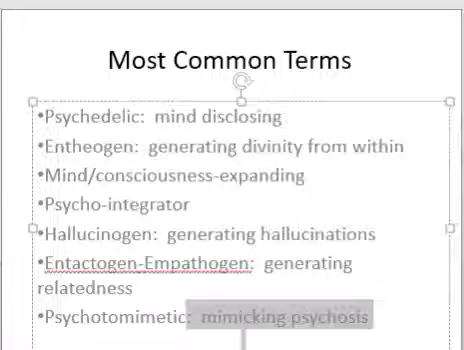 Most Common Terms
•Psychedelic: mind disclosing
•Entheogen: generating divinity from within
•Mind/consciousness-expanding
•Psycho-integrator
•Hallucinogen: generating hallucinations
•Entactogen-Empathogen: generating
relatedness
•Psychotomimetic: mimicking psychosis